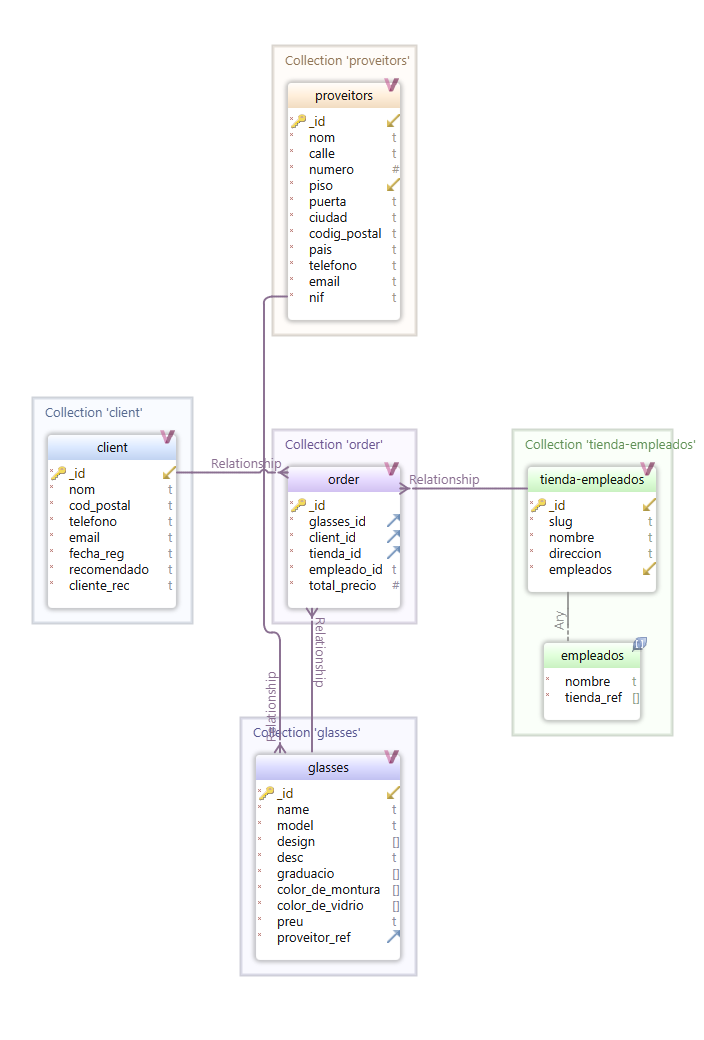 Collection 'proveitors'
proveitors
_id
nom t
calle t
numero #
piso
puerta t
ciudad t
codig_postal t
pais t
telefono t
email t
nif t
Collection 'client'
client
_id
nom t
cod_postal t
telefono t
email t
fecha_reg t
recomendado t
cliente_rec t
Relationship
Collection 'order'
order
_id
glasses_id
client_id
tienda_id
empleado_id t
total_precio #
Relationship
Collection 'tienda-empleados'
tienda-empleados
_id
slug t
nombre t
direccion t
empleados
Ary
empleados
nombre t
tienda_ref []
Relationship
Relationship
Collection 'glasses'
glasses
_id
name t
model t
design []
desc t
graduacio []
color_de_montura []
color_de_vidrio []
preu t
proveitor_ref